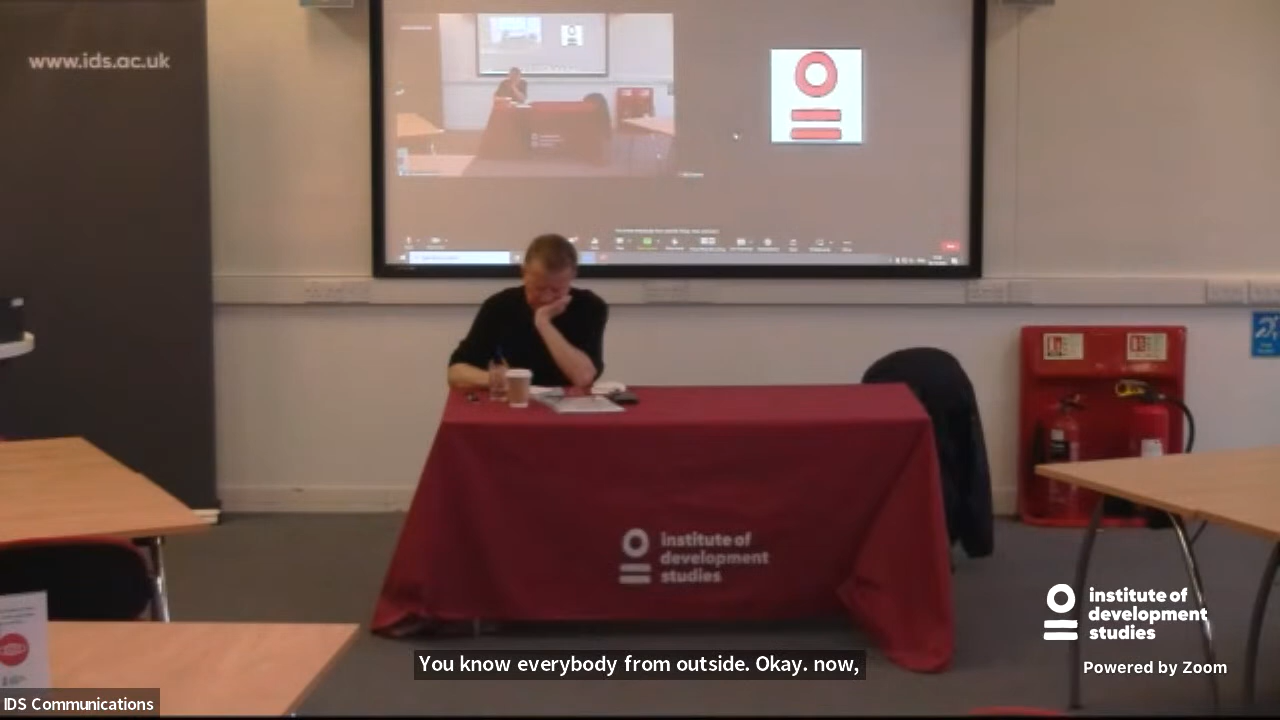 www.ids.ac.uk
institute of
development
studies
institute of
development
studies
Powered by Zoom
You know everybody from outside. Okay. now,
IDS Communications